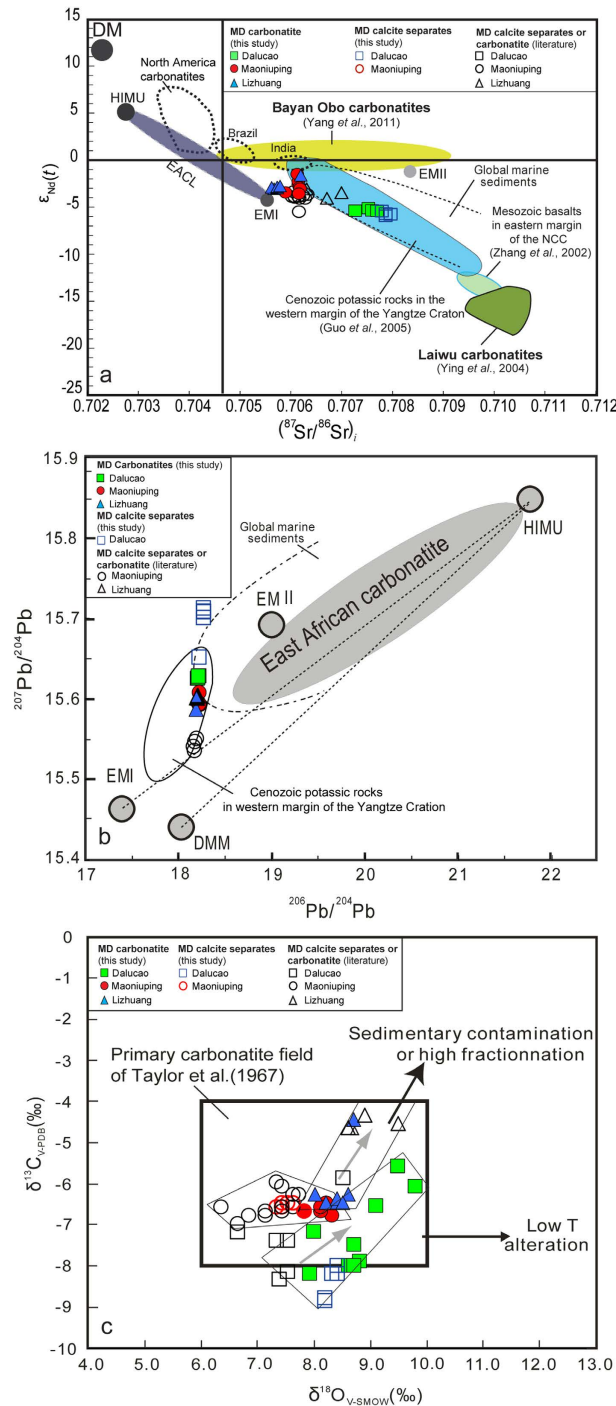 MD carbonatite
(this study)
Dalucao
Maoniuping
Lizhuang
MD calcite separates
(this study)
Dalucao
Maoniuping
MD calcite separates or
carbonatite (literature)
Dalucao
Maoniuping
Lizhuang
15
10
5
0
-5
-10
-15
-20
-25
εNd(t)
DM
North America
carbonatites
HIMU
Brazil
India
EACL
EMI
Bayan Obo carbonatites
(Yang et al., 2011)
EMII
Global marine
sediments
Mesozoic basalts
in eastern margin
of the NCC
(Zhang et al., 2002)
Cenozoic potassic rocks in the
western margin of the Yangtze Craton
(Guo et al., 2005)
Laiwu carbonatites
(Ying et al., 2004)
a
0.702 0.703 0.704 0.705 0.706 0.707 0.708 0.709 0.710 0.711 0.712
(⁸⁷Sr/⁸⁶Sr)i
MD Carbonatites (this study)
Dalucao
Maoniuping
Lizhuang
MD calcite separates
(this study)
Dalucao
MD calcite separates or
carbonatite (literature)
Maoniuping
Lizhuang
15.9
15.8
15.7
15.6
15.5
15.4
²⁰⁷Pb/²⁰⁴Pb
Global marine
sediments
HIMU
EM II
East African carbonatite
EMI
DMM
Cenozoic potassic rocks
in western margin of the Yangtze Cration
b
17 18 19 20 21 22
²⁰⁶Pb/²⁰⁴Pb
MD carbonatite
(this study)
Dalucao
Maoniuping
Lizhuang
MD calcite separates
(this study)
Dalucao
Maoniuping
MD calcite separates or
carbonatite (literature)
Dalucao
Maoniuping
Lizhuang
0
-1
-2
-3
-4
-5
-6
-7
-8
-9
-10
δ¹³C V-PDB(‰)
Primary carbonatite field
of Taylor et al.(1967)
Sedimentary contamination
or high fractionnation
Low T
alteration
c
4.0 5.0 6.0 7.0 8.0 9.0 10.0 11.0 12.0 13.0
δ¹⁸O V-SMOW(‰)